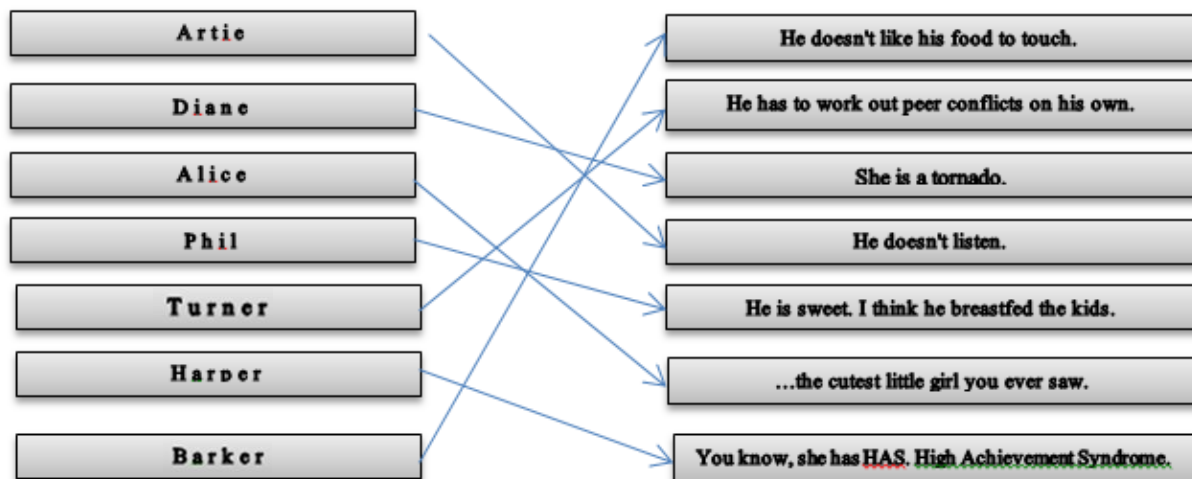 Artie
He doesn't like his food to touch.
Diane
He has to work out peer conflicts on his own.
Alice
She is a tornado.
Phil
He doesn't listen.
Turner
He is sweet. I think he breastfed the kids.
Harper
...the cutest little girl you ever saw.
Barker
You know, she has HAS. High Achievement Syndrome.